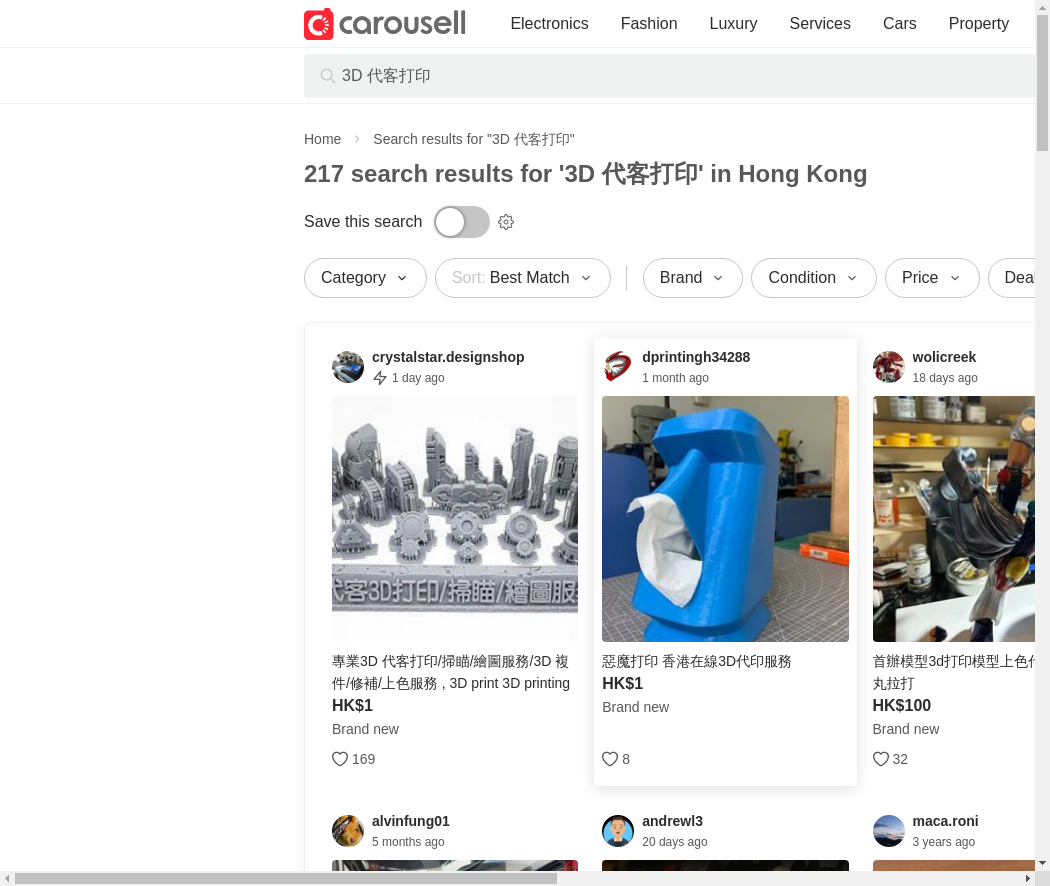 carousell
Electronics
Fashion
Luxury
Services
Cars
Property
3D 代客打印
Home
Search results for "3D 代客打印"
217 search results for '3D 代客打印' in Hong Kong
Save this search
Category
Sort: Best Match
Brand
Condition
Price
Deal
crystalstar.designshop
1 day ago
代客3D打印/掃瞄/繪圖服
專業3D 代客打印/掃瞄/繪圖服務/3D 複
件/修補/上色服務 , 3D print 3D printing
HK$1
Brand new
169
dprintingh34288
1 month ago
惡魔打印 香港在線3D代印服務
HK$1
Brand new
8
wolicreek
18 days ago
首辦模型3d打印模型上色
丸拉打
HK$100
Brand new
32
alvinfung01
5 months ago
andrewl3
20 days ago
maca.roni
3 years ago